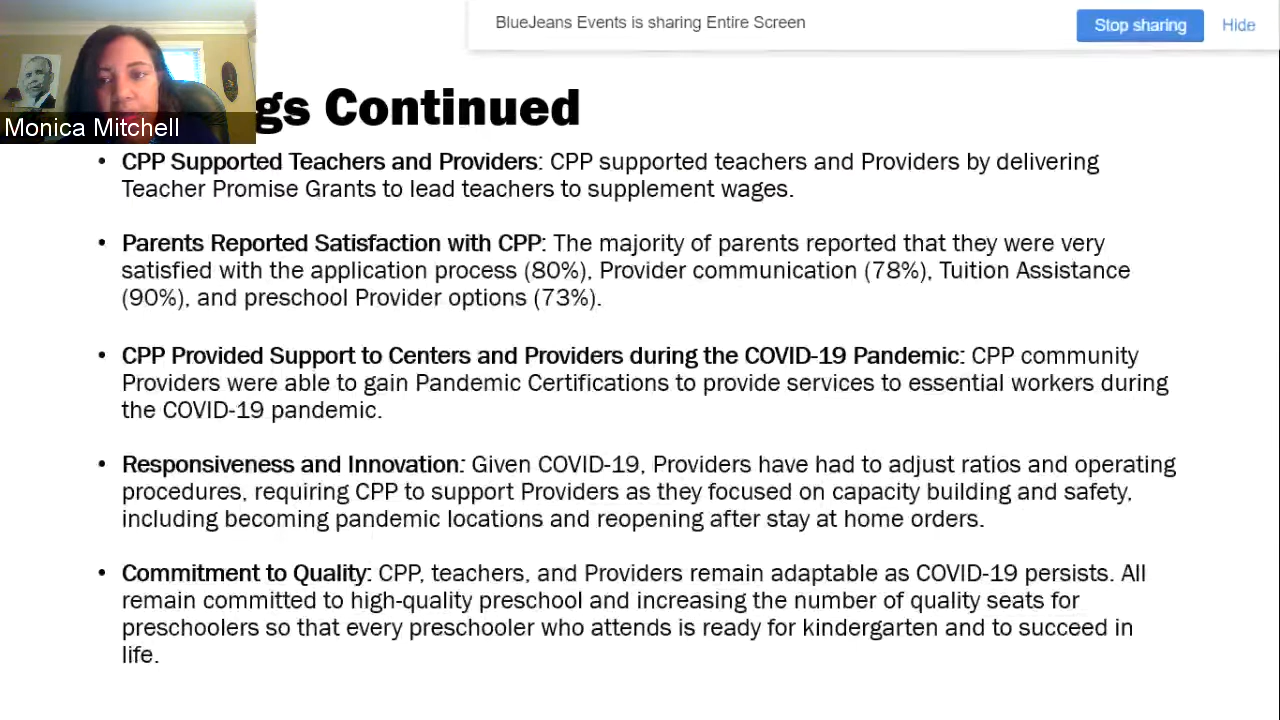 BlueJeans Events is sharing Entire Screen
Stop sharing
Hide
Monica Mitchell
Continued
• CPP Supported Teachers and Providers: CPP supported teachers and Providers by delivering
Teacher Promise Grants to lead teachers to supplement wages.
• Parents Reported Satisfaction with CPP: The majority of parents reported that they were very
satisfied with the application process (80%), Provider communication (78%), Tuition Assistance
(90%), and preschool Provider options (73%).
• CPP Provided Support to Centers and Providers during the COVID-19 Pandemic: CPP community
Providers were able to gain Pandemic Certifications to provide services to essential workers during
the COVID-19 pandemic.
• Responsiveness and Innovation: Given COVID-19, Providers have had to adjust ratios and operating
procedures, requiring CPP to support Providers as they focused on capacity building and safety,
including becoming pandemic locations and reopening after stay at home orders.
• Commitment to Quality: CPP, teachers, and Providers remain adaptable as COVID-19 persists. All
remain committed to high-quality preschool and increasing the number of quality seats for
preschoolers so that every preschooler who attends is ready for kindergarten and to succeed in
life.